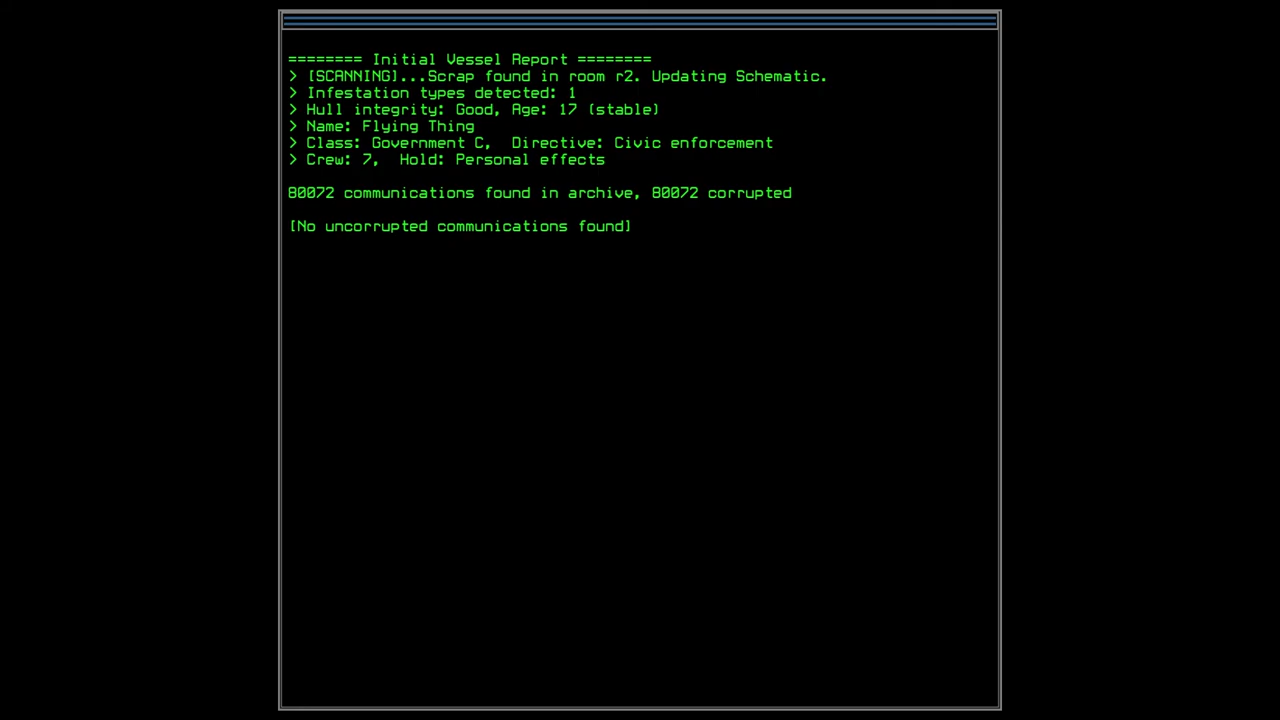 ======== Initial Vessel Report ========
> [SCANNING]...Scrap found in room r2. Updating Schematic.
> Infestation types detected: 1
> Hull integrity: Good, Age: 17 (stable)
> Name: Flying Thing
> Class: Government C,  Directive: Civic enforcement
> Crew: 7,  Hold: Personal effects
80072 communications found in archive, 80072 corrupted
[No uncorrupted communications found]